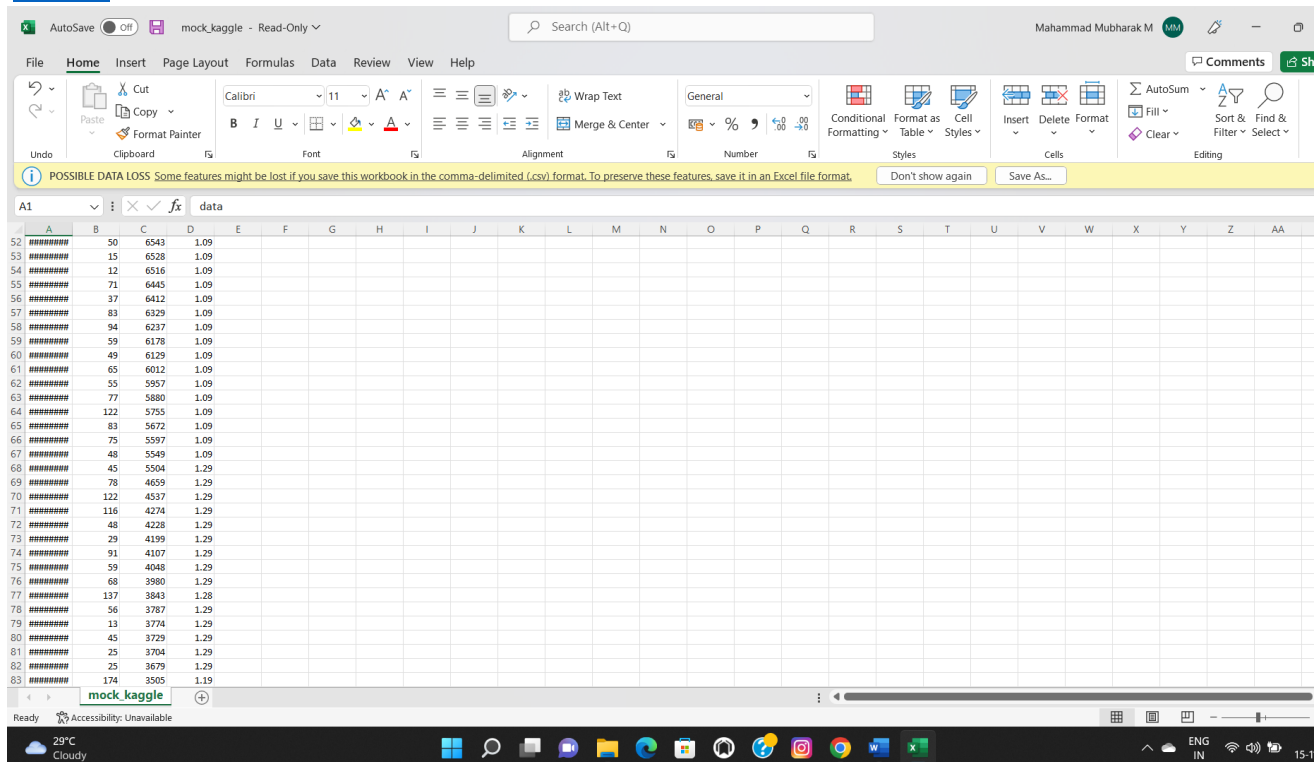 AutoSave Off mock_kaggle - Read-Only Search (Alt+Q) Mahammad Mubharak M MM
File Home Insert Page Layout Formulas Data Review View Help Comments Sh
Cut Calibri 11 A^ A˅ Wrap Text General AutoSum
Paste Copy Conditional Format as Cell Insert Delete Format Fill Sort & Find &
Format Painter B I U A Merge & Center % 9 .00 Formatting Table Styles Clear Filter Select
Undo Clipboard Font Alignment Number Styles Cells Editing
POSSIBLE DATA LOSS Some features might be lost if you save this workbook in the comma-delimited (.csv) format. To preserve these features, save it in an Excel file format. Don't show again Save As...
A1 fx data
A B C D E F G H I J K L M N O P Q R S T U V W X Y Z AA
52 ######## 50 6543 1.09
53 ######## 15 6528 1.09
54 ######## 12 6516 1.09
55 ######## 71 6445 1.09
56 ######## 37 6412 1.09
57 ######## 83 6329 1.09
58 ######## 94 6237 1.09
59 ######## 59 6178 1.09
60 ######## 49 6129 1.09
61 ######## 65 6012 1.09
62 ######## 55 5957 1.09
63 ######## 77 5880 1.09
64 ######## 122 5755 1.09
65 ######## 83 5672 1.09
66 ######## 75 5597 1.09
67 ######## 48 5549 1.09
68 ######## 45 5504 1.29
69 ######## 78 4659 1.29
70 ######## 122 4537 1.29
71 ######## 116 4274 1.29
72 ######## 48 4228 1.29
73 ######## 29 4199 1.29
74 ######## 91 4107 1.29
75 ######## 59 4048 1.29
76 ######## 68 3980 1.29
77 ######## 137 3843 1.28
78 ######## 56 3787 1.29
79 ######## 13 3774 1.29
80 ######## 45 3729 1.29
81 ######## 25 3704 1.29
82 ######## 25 3679 1.29
83 ######## 174 3505 1.19
mock_kaggle
Ready Accessibility: Unavailable
29°C ENG
Cloudy IN 15-1